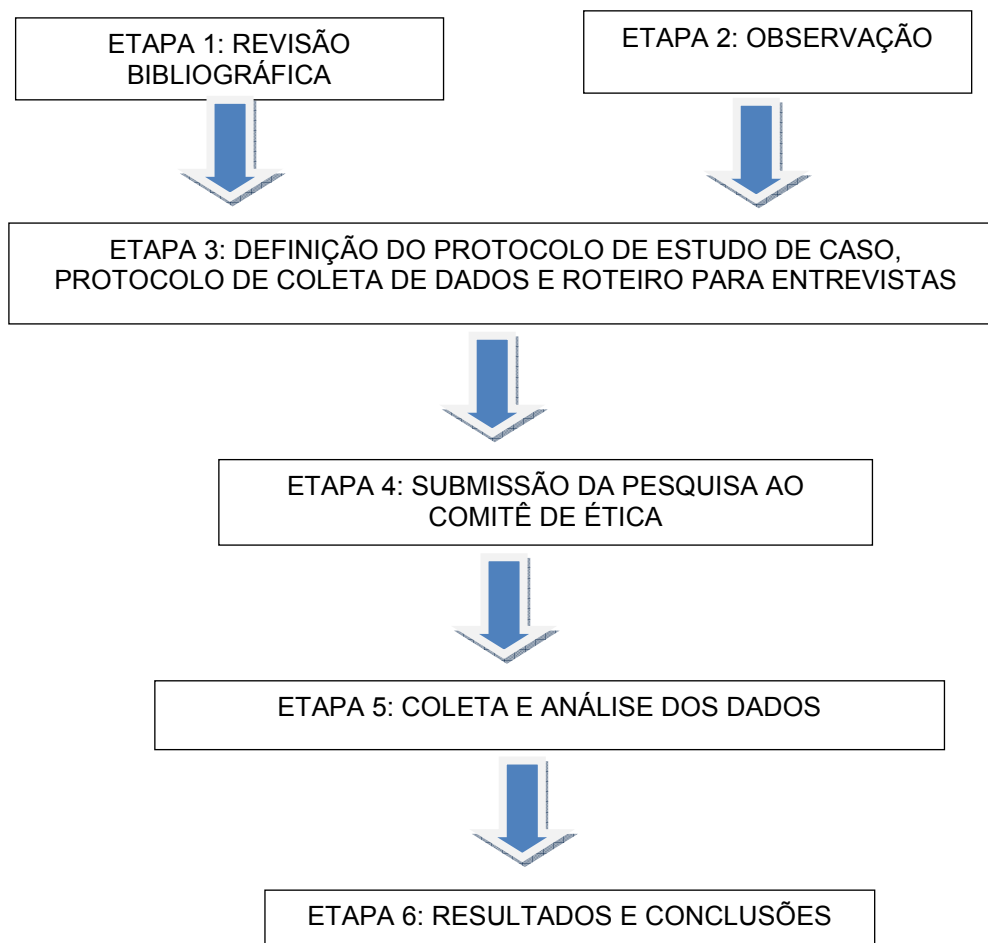 ETAPA 1: REVISÃO
BIBLIOGRÁFICA
ETAPA 2: OBSERVAÇÃO
ETAPA 3: DEFINIÇÃO DO PROTOCOLO DE ESTUDO DE CASO,
PROTOCOLO DE COLETA DE DADOS E ROTEIRO PARA ENTREVISTAS
ETAPA 4: SUBMISSÃO DA PESQUISA AO
COMITÊ DE ÉTICA
ETAPA 5: COLETA E ANÁLISE DOS DADOS
ETAPA 6: RESULTADOS E CONCLUSÕES